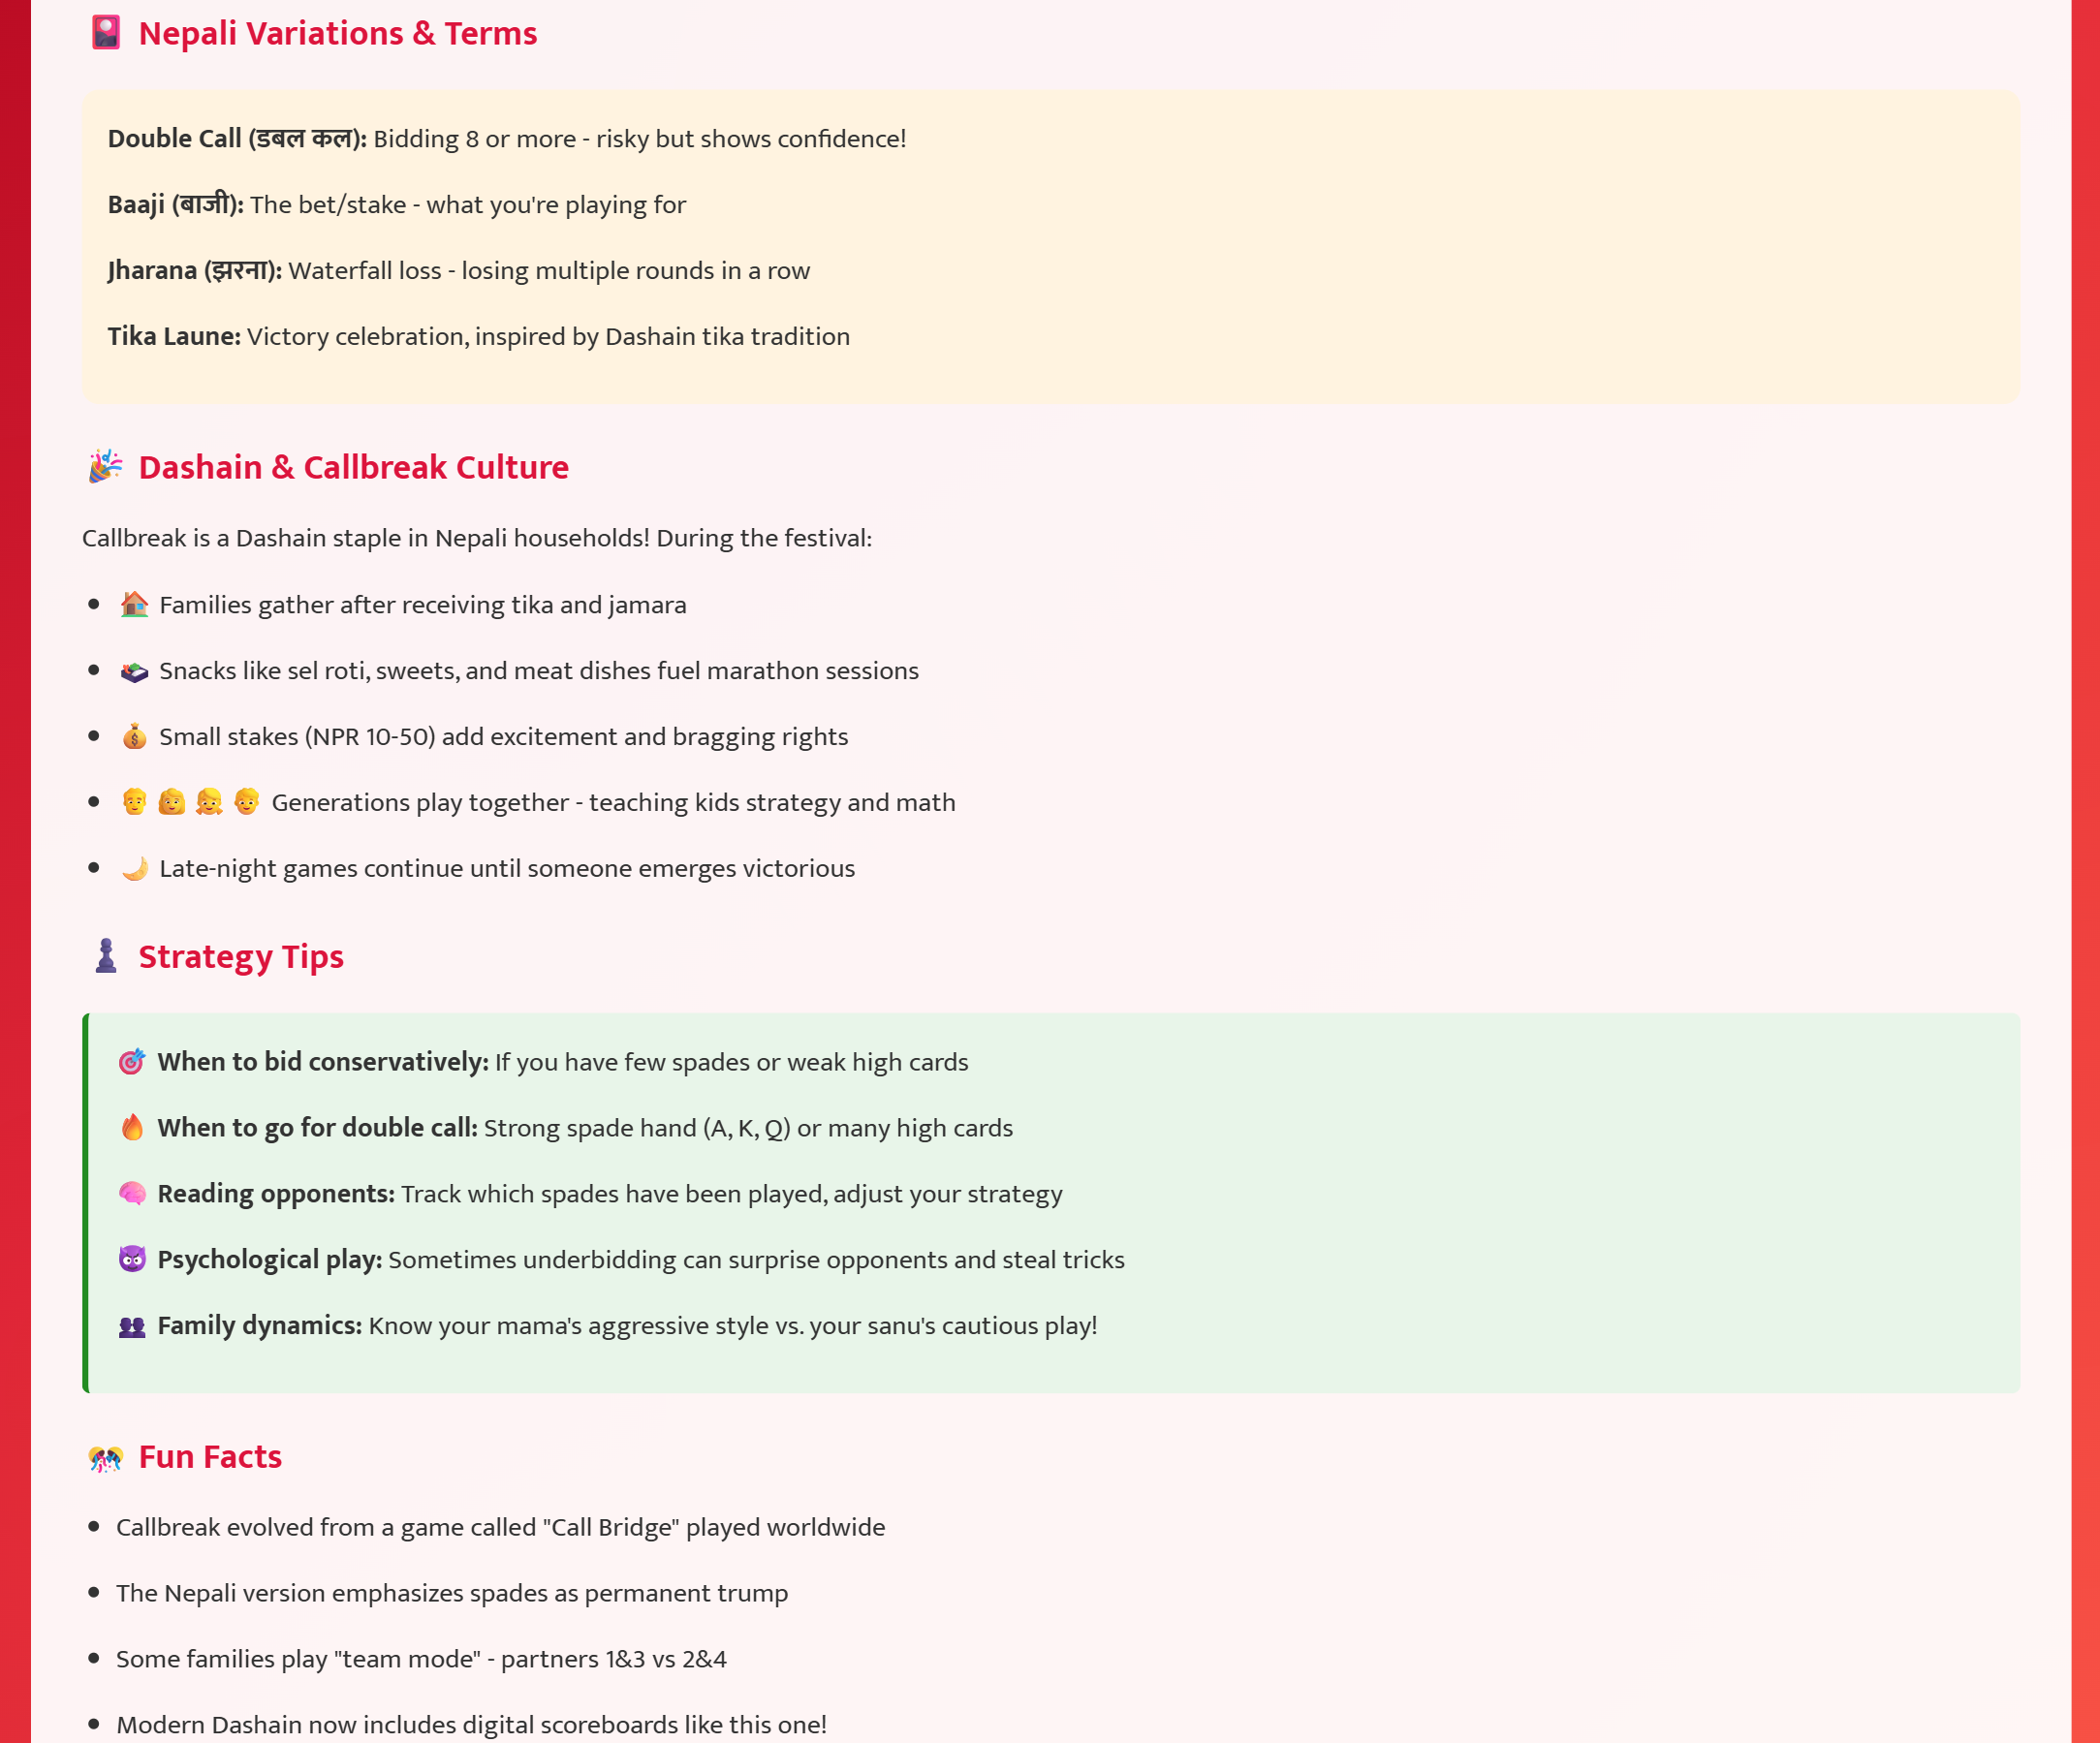 Nepali Variations & Terms
Double Call (डबल कल): Bidding 8 or more - risky but shows confidence!
Baaji (बाजी): The bet/stake - what you're playing for
Jharana (झरना): Waterfall loss - losing multiple rounds in a row
Tika Laune: Victory celebration, inspired by Dashain tika tradition
Dashain & Callbreak Culture
Callbreak is a Dashain staple in Nepali households! During the festival:
Families gather after receiving tika and jamara
Snacks like sel roti, sweets, and meat dishes fuel marathon sessions
Small stakes (NPR 10-50) add excitement and bragging rights
Generations play together - teaching kids strategy and math
Late-night games continue until someone emerges victorious
Strategy Tips
When to bid conservatively: If you have few spades or weak high cards
When to go for double call: Strong spade hand (A, K, Q) or many high cards
Reading opponents: Track which spades have been played, adjust your strategy
Psychological play: Sometimes underbidding can surprise opponents and steal tricks
Family dynamics: Know your mama's aggressive style vs. your sanu's cautious play!
Fun Facts
Callbreak evolved from a game called "Call Bridge" played worldwide
The Nepali version emphasizes spades as permanent trump
Some families play "team mode" - partners 1&3 vs 2&4
Modern Dashain now includes digital scoreboards like this one!